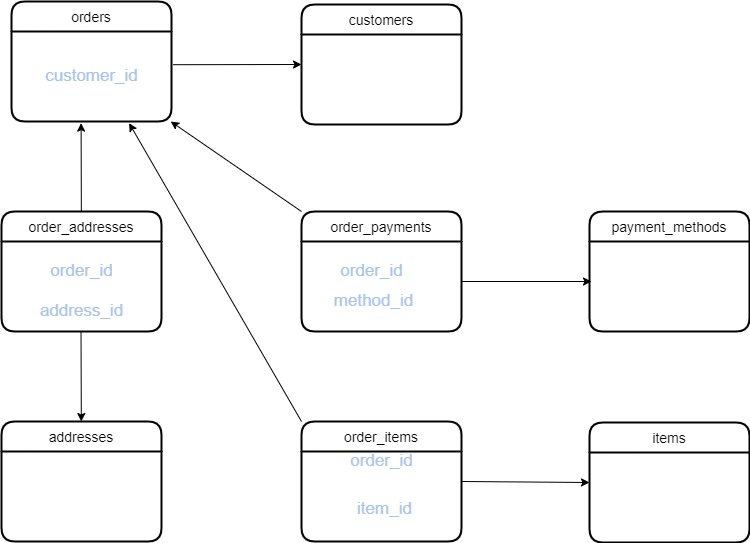 orders
customer_id
customers
order_addresses
order_id
address_id
order_payments
order_id
method_id
payment_methods
addresses
order_items
order_id
item_id
items